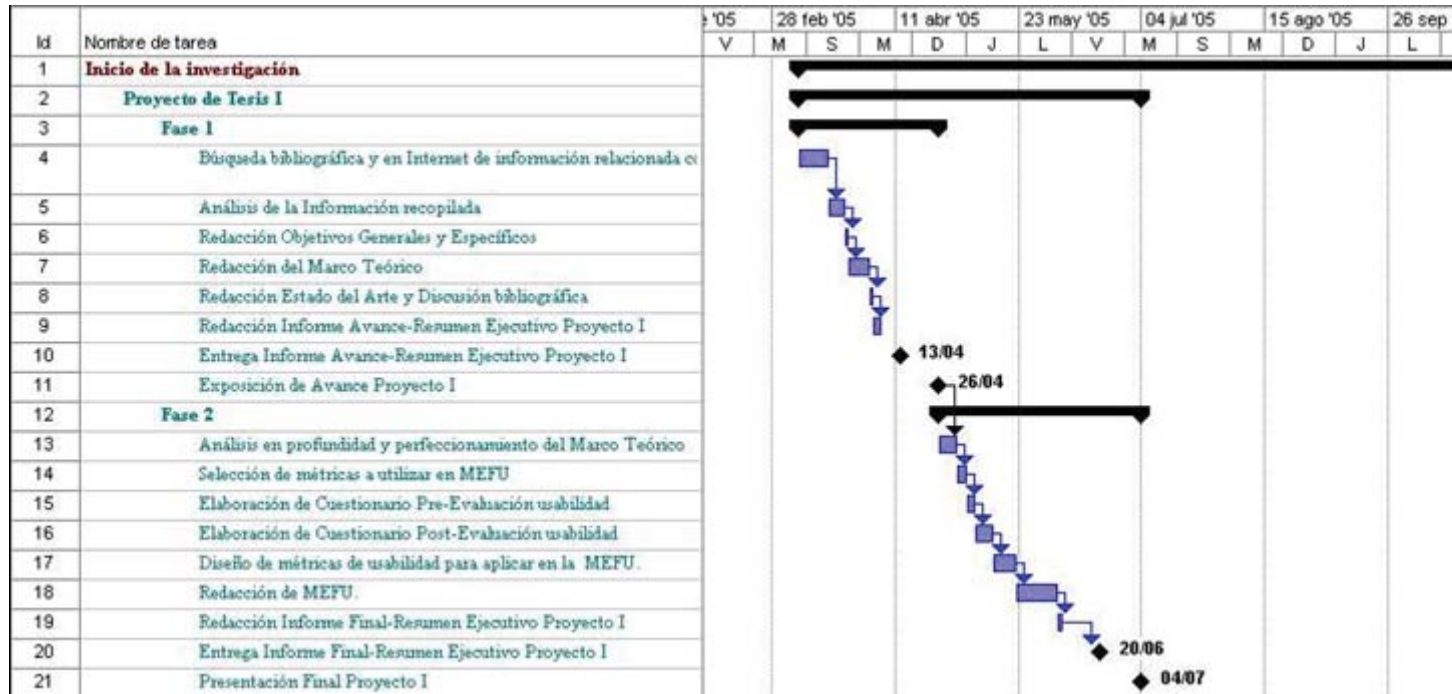 '05 28 feb '05 11 abr '05 23 may '05 04 jul '05 15 ago '05 26 sep
Id Nombre de tarea V M S M D J L V M S M D J L
1 Inicio de la investigación
2 Proyecto de Tesis I
3 Fase 1
4 Búsqueda bibliográfica y en Internet de información relacionada
5 Análisis de la Información recopilada
6 Redacción Objetivos Generales y Específicos
7 Redacción del Marco Teórico
8 Redacción Estado del Arte y Discusión bibliográfica
9 Redacción Informe Avance-Resumen Ejecutivo Proyecto I
10 Entrega Informe Avance-Resumen Ejecutivo Proyecto I 13/04
11 Exposición de Avance Proyecto I 26/04
12 Fase 2
13 Análisis en profundidad y perfeccionamiento del Marco Teórico
14 Selección de métricas a utilizar en MEFU
15 Elaboración de Cuestionario Pre-Evaluación usabilidad
16 Elaboración de Cuestionario Post-Evaluación usabilidad
17 Diseño de métricas de usabilidad para aplicar en la MEFU.
18 Redacción de MEFU.
19 Redacción Informe Final-Resumen Ejecutivo Proyecto I
20 Entrega Informe Final-Resumen Ejecutivo Proyecto I 20/06
21 Presentación Final Proyecto I 04/07